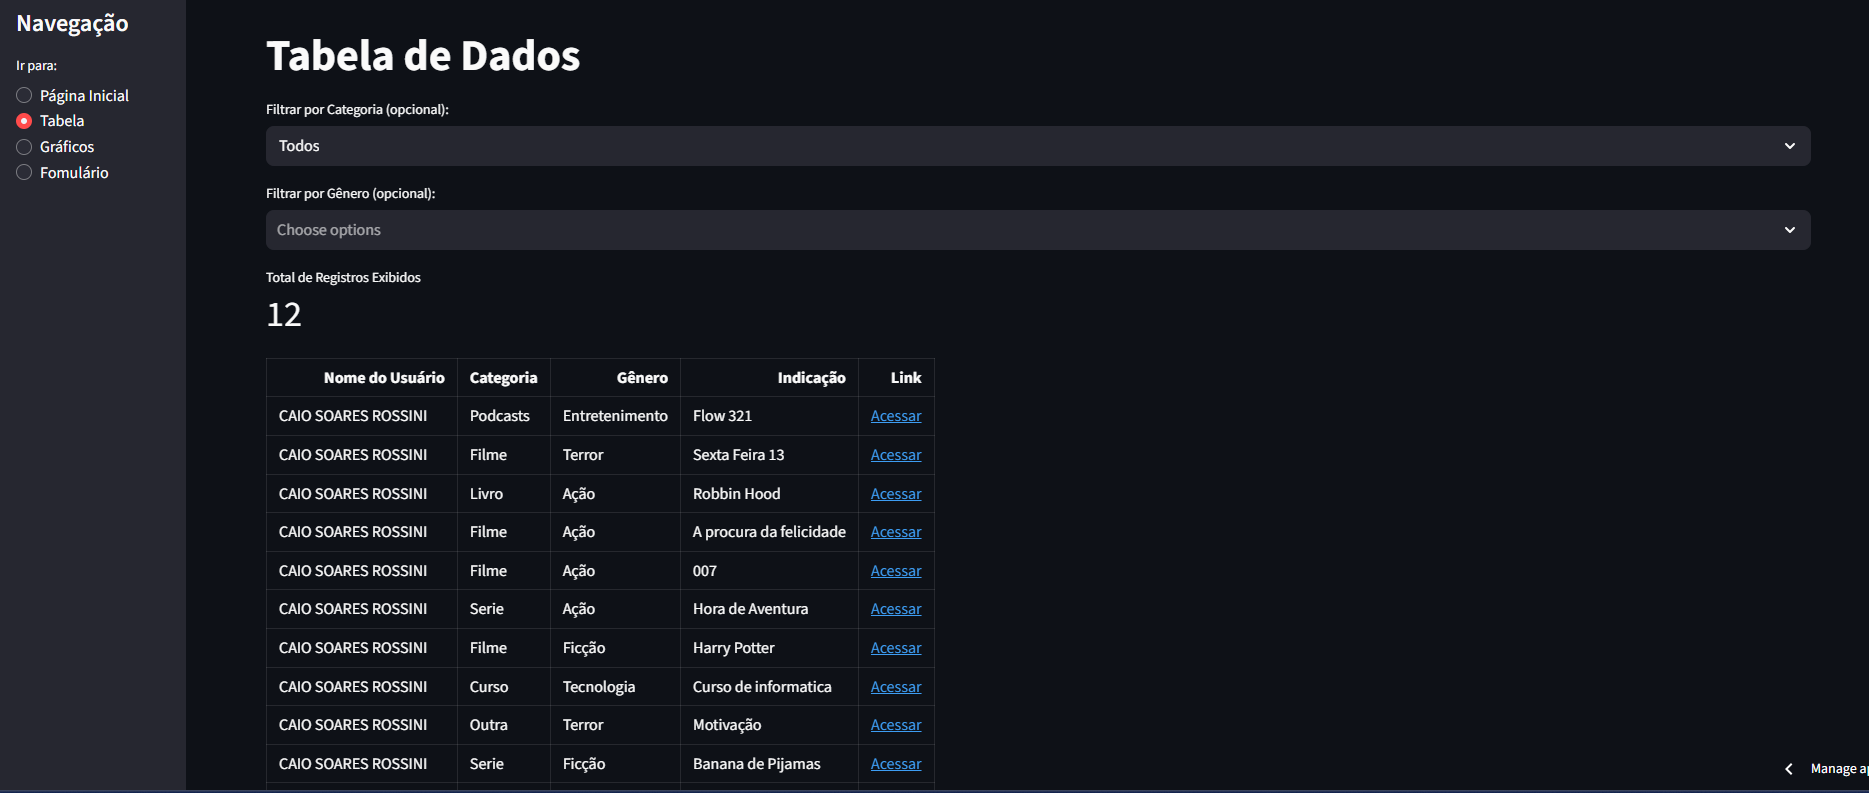 Navegação
Ir para:
Página Inicial
Tabela
Gráficos
Fomulário
Tabela de Dados
Filtrar por Categoria (opcional):
Todos
Filtrar por Gênero (opcional):
Choose options
Total de Registros Exibidos
12
Nome do Usuário Categoria Gênero Indicação Link
CAIO SOARES ROSSINI Podcasts Entretenimento Flow 321 Acessar
CAIO SOARES ROSSINI Filme Terror Sexta Feira 13 Acessar
CAIO SOARES ROSSINI Livro Ação Robbin Hood Acessar
CAIO SOARES ROSSINI Filme Ação A procura da felicidade Acessar
CAIO SOARES ROSSINI Filme Ação 007 Acessar
CAIO SOARES ROSSINI Serie Ação Hora de Aventura Acessar
CAIO SOARES ROSSINI Filme Ficção Harry Potter Acessar
CAIO SOARES ROSSINI Curso Tecnologia Curso de informatica Acessar
CAIO SOARES ROSSINI Outra Terror Motivação Acessar
CAIO SOARES ROSSINI Serie Ficção Banana de Pijamas Acessar
Manage ap